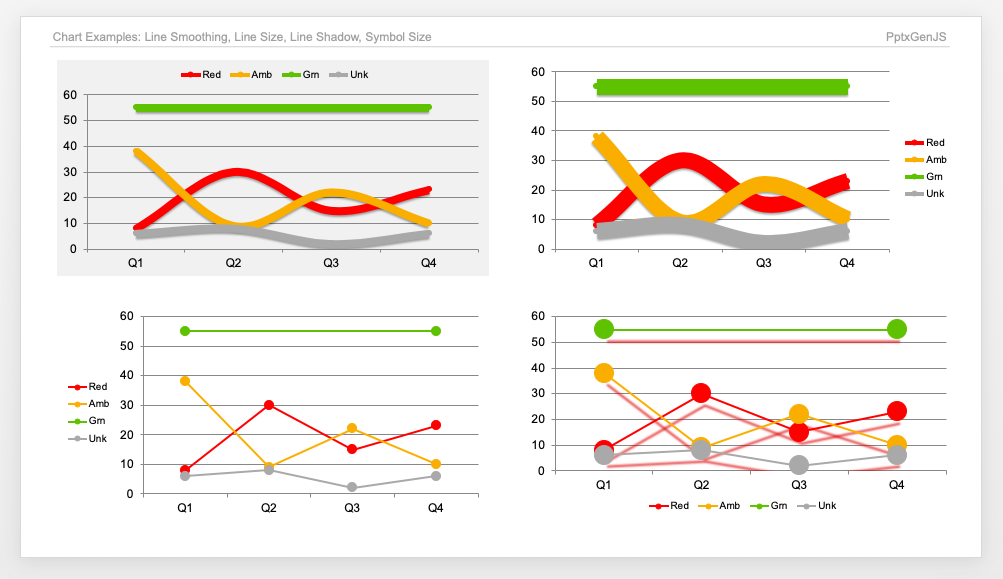 Chart Examples: Line Smoothing, Line Size, Line Shadow, Symbol Size PptxGenJS
Red Amb Grn Unk
60
50
40
30
20
10
0
Q1 Q2 Q3 Q4
60
50
40
30
20
10
0
Q1 Q2 Q3 Q4
Red
Amb
Grn
Unk
Red
Amb
Grn
Unk
60
50
40
30
20
10
0
Q1 Q2 Q3 Q4
60
50
40
30
20
10
0
Q1 Q2 Q3 Q4
Red Amb Grn Unk